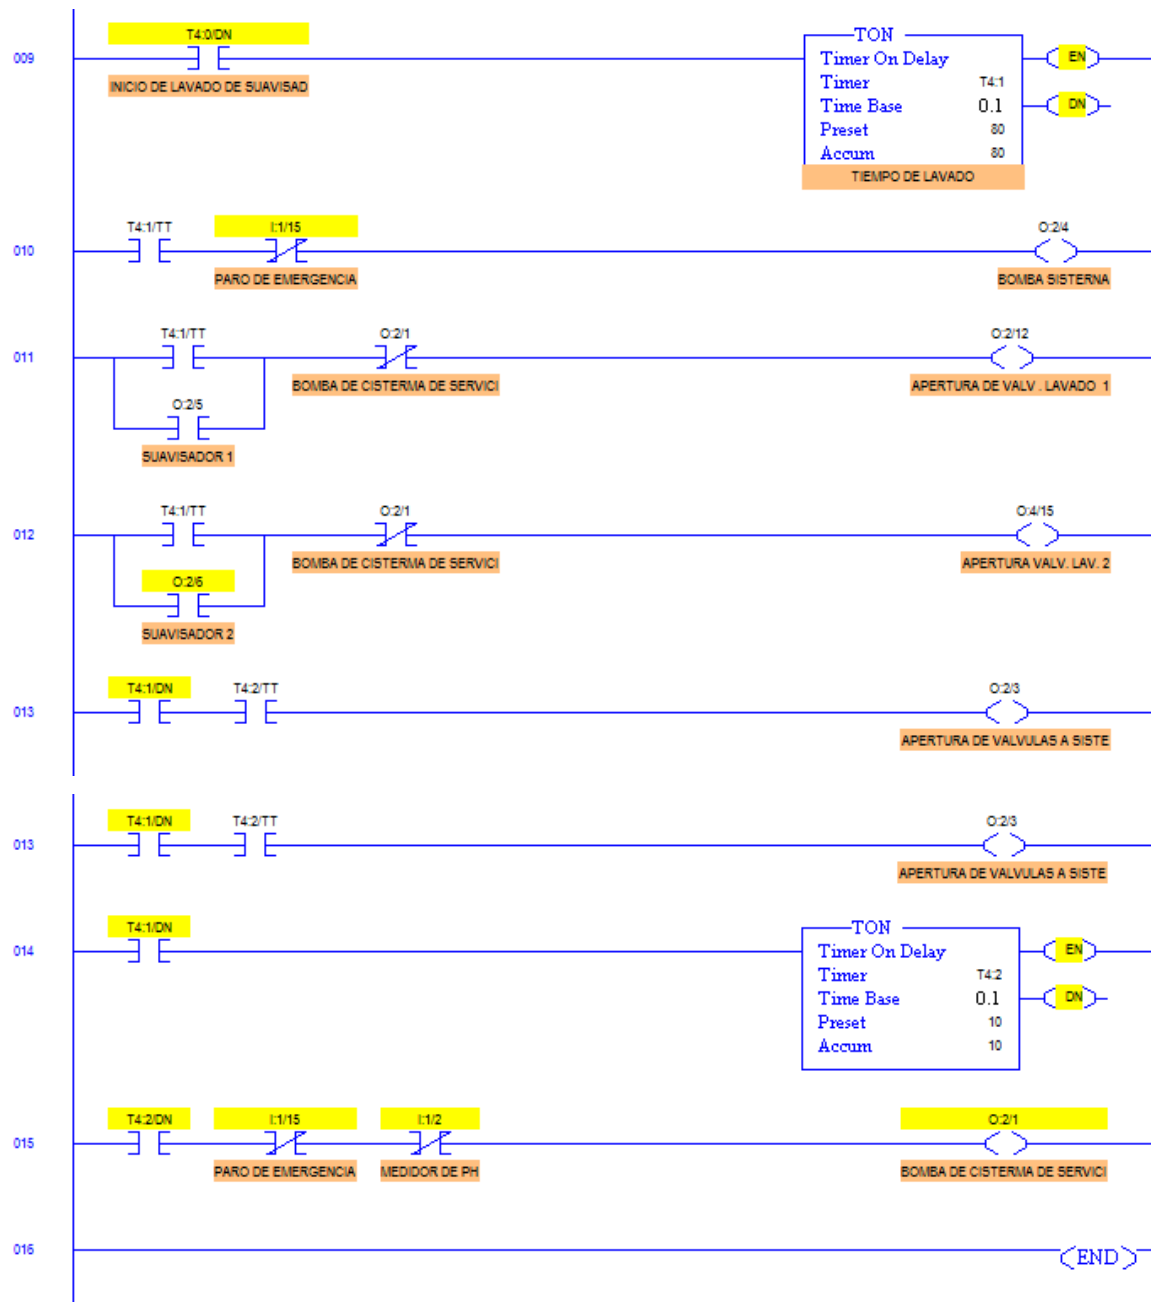 T4:0/DN
009
INICIO DE LAVADO DE SUAVISAD
TON
Timer On Delay
EN
Timer T4:1
Time Base 0.1
DN
Preset 80
Accum 80
TIEMPO DE LAVADO
T4:1/TT I:1/15 O:2/4
010
PARO DE EMERGENCIA BOMBA SISTERNA
T4:1/TT O:2/1 O:2/12
011
BOMBA DE CISTERMA DE SERVICI APERTURA DE VALV . LAVADO 1
O:2/5
SUAVISADOR 1
T4:1/TT O:2/1 O:4/15
012
BOMBA DE CISTERMA DE SERVICI APERTURA VALV. LAV. 2
O:2/6
SUAVISADOR 2
T4:1/DN T4:2/TT O:2/3
013
APERTURA DE VALVULAS A SISTE
T4:1/DN T4:2/TT O:2/3
013
APERTURA DE VALVULAS A SISTE
T4:1/DN
014
TON
Timer On Delay
EN
Timer T4:2
Time Base 0.1
DN
Preset 10
Accum 10
T4:2/DN I:1/15 I:1/2 O:2/1
015
PARO DE EMERGENCIA MEDIDOR DE PH BOMBA DE CISTERMA DE SERVICI
016
END